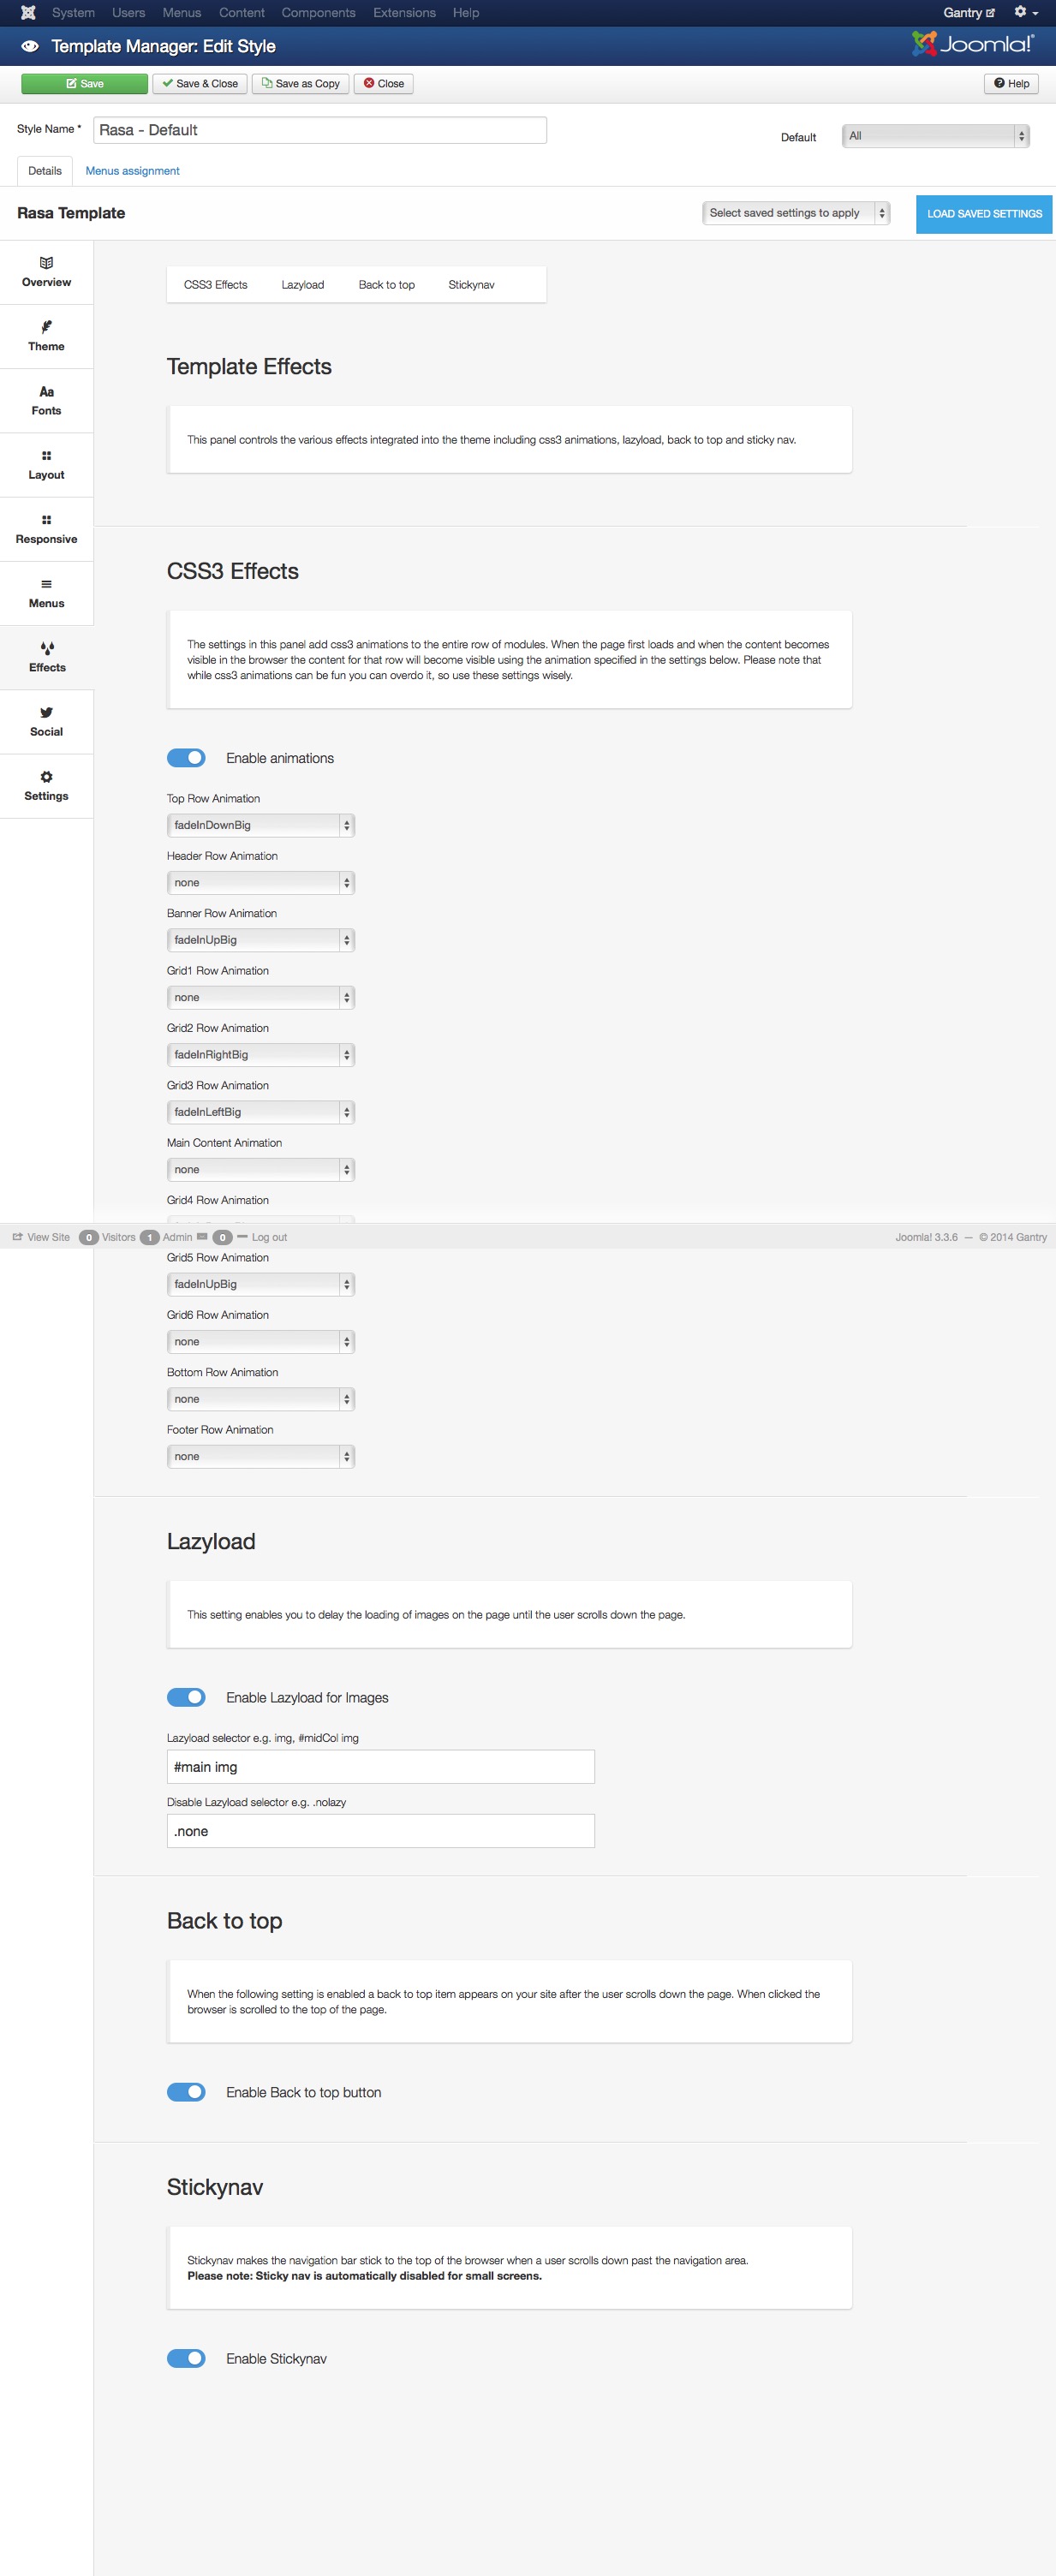 System Users Menus Content Components Extensions Help Gantry
Template Manager: Edit Style Joomla!®
Save Save & Close Save as Copy Close Help
Style Name * Rasa - Default Default All
Details Menus assignment
Rasa Template Select saved settings to apply LOAD SAVED SETTINGS
Overview
Theme
Aa
Fonts
Layout
Responsive
Menus
Effects
Social
Settings
CSS3 Effects Lazyload Back to top Stickynav
Template Effects
This panel controls the various effects integrated into the theme including css3 animations, lazyload, back to top and sticky nav.
CSS3 Effects
The settings in this panel add css3 animations to the entire row of modules. When the page first loads and when the content becomes
visible in the browser the content for that row will become visible using the animation specified in the settings below. Please note that
while css3 animations can be fun you can overdo it, so use these settings wisely.
Enable animations
Top Row Animation
fadeInDownBig
Header Row Animation
none
Banner Row Animation
fadeInUpBig
Grid1 Row Animation
none
Grid2 Row Animation
fadeInRightBig
Grid3 Row Animation
fadeInLeftBig
Main Content Animation
none
Grid4 Row Animation
View Site 0 Visitors 1 Admin 0 Log out Joomla! 3.3.6 — © 2014 Gantry
Grid5 Row Animation
fadeInUpBig
Grid6 Row Animation
none
Bottom Row Animation
none
Footer Row Animation
none
Lazyload
This setting enables you to delay the loading of images on the page until the user scrolls down the page.
Enable Lazyload for Images
Lazyload selector e.g. img, #midCol img
#main img
Disable Lazyload selector e.g. .nolazy
.none
Back to top
When the following setting is enabled a back to top item appears on your site after the user scrolls down the page. When clicked the
browser is scrolled to the top of the page.
Enable Back to top button
Stickynav
Stickynav makes the navigation bar stick to the top of the browser when a user scrolls down past the navigation area.
Please note: Sticky nav is automatically disabled for small screens.
Enable Stickynav